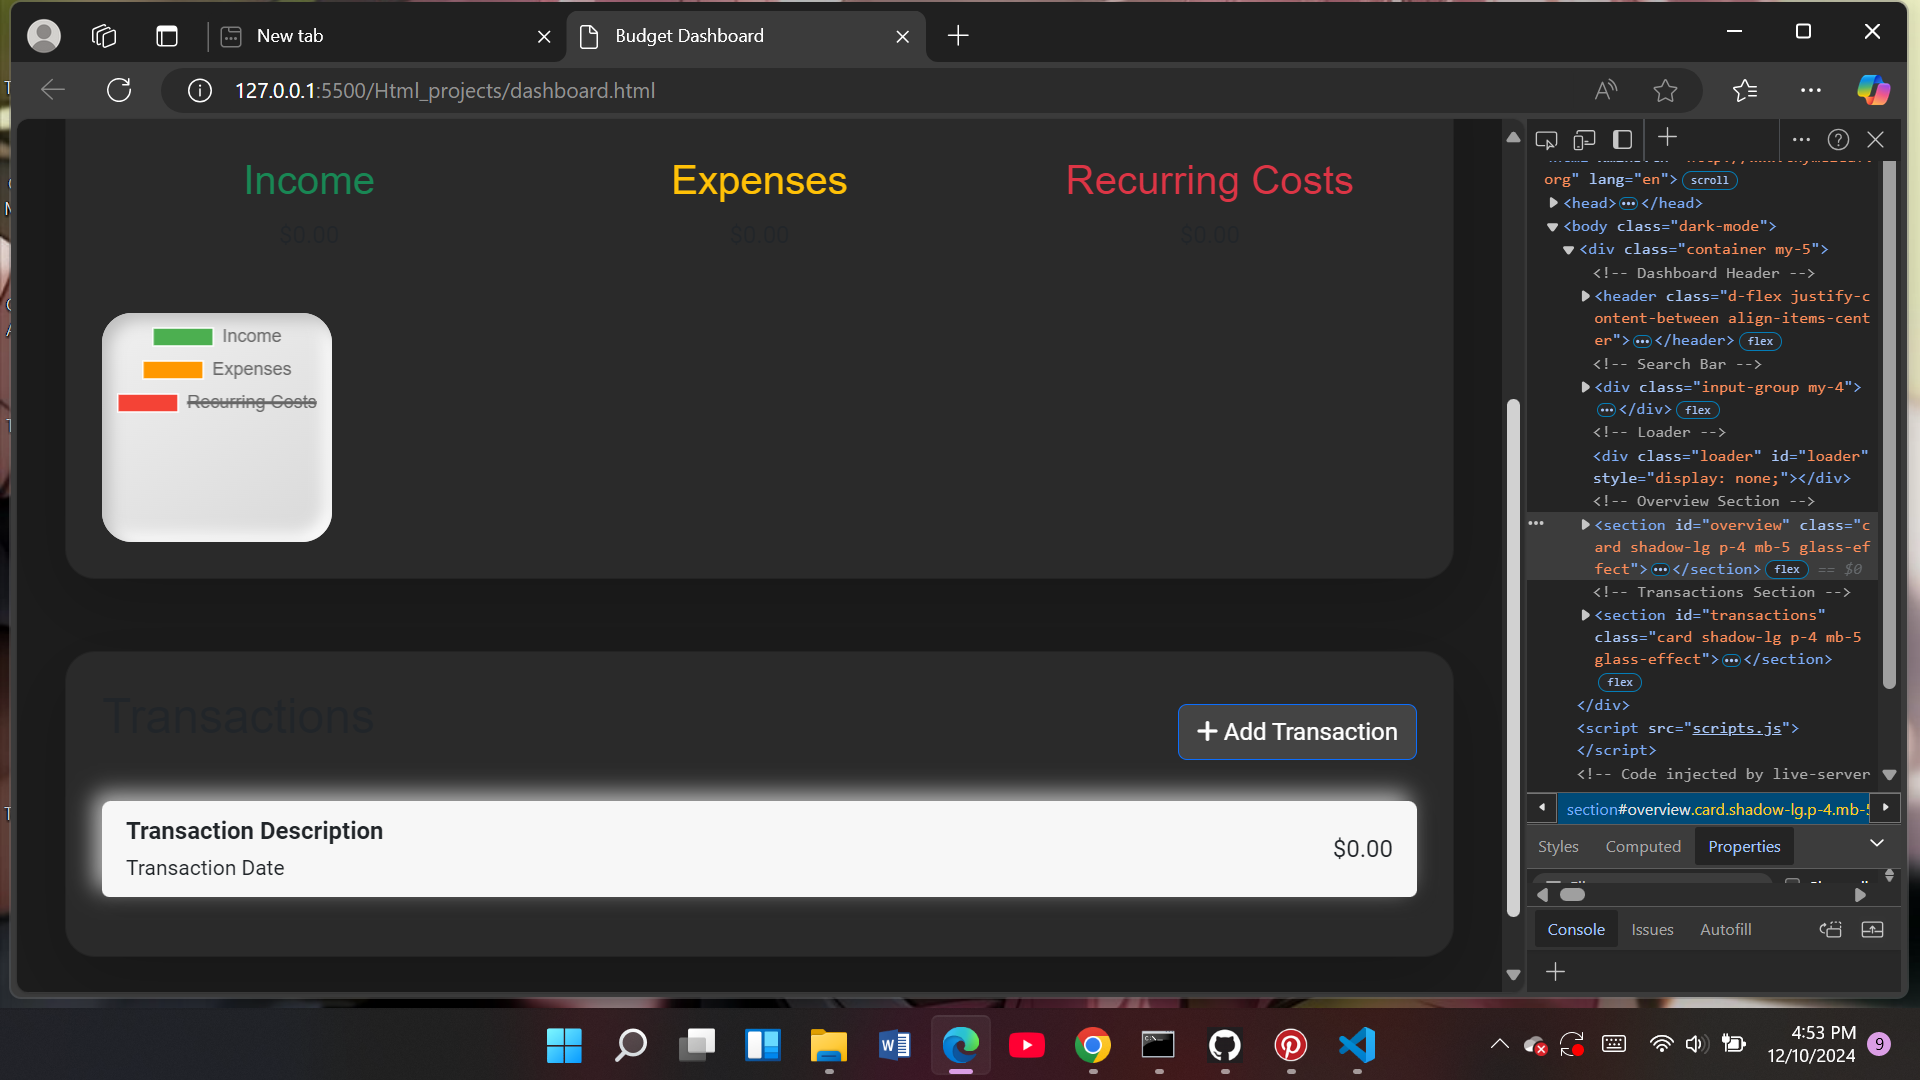 New tab
Budget Dashboard
127.0.0.1:5500/Html_projects/dashboard.html
Income
Expenses
Recurring Costs
$0.00
$0.00
$0.00
Income
Expenses
Recurring Costs
Transactions
+ Add Transaction
Transaction Description
Transaction Date
$0.00
org" lang="en"> scroll
<head> ••• </head>
<body class="dark-mode">
<div class="container my-5">
<!-- Dashboard Header -->
<header class="d-flex justify-c
ontent-between align-items-cent
er"> ••• </header> flex
<!-- Search Bar -->
<div class="input-group my-4">
••• </div> flex
<!-- Loader -->
<div class="loader" id="loader"
style="display: none;"></div>
<!-- Overview Section -->
<section id="overview" class="c
ard shadow-lg p-4 mb-5 glass-ef
fect"> ••• </section> flex == $0
<!-- Transactions Section -->
<section id="transactions"
class="card shadow-lg p-4 mb-5
glass-effect"> ••• </section>
flex
</div>
<script src="scripts.js">
</script>
<!-- Code injected by live-server
section#overview.card.shadow-lg.p-4.mb-5
Styles
Computed
Properties
Console
Issues
Autofill
4:53 PM
12/10/2024
9